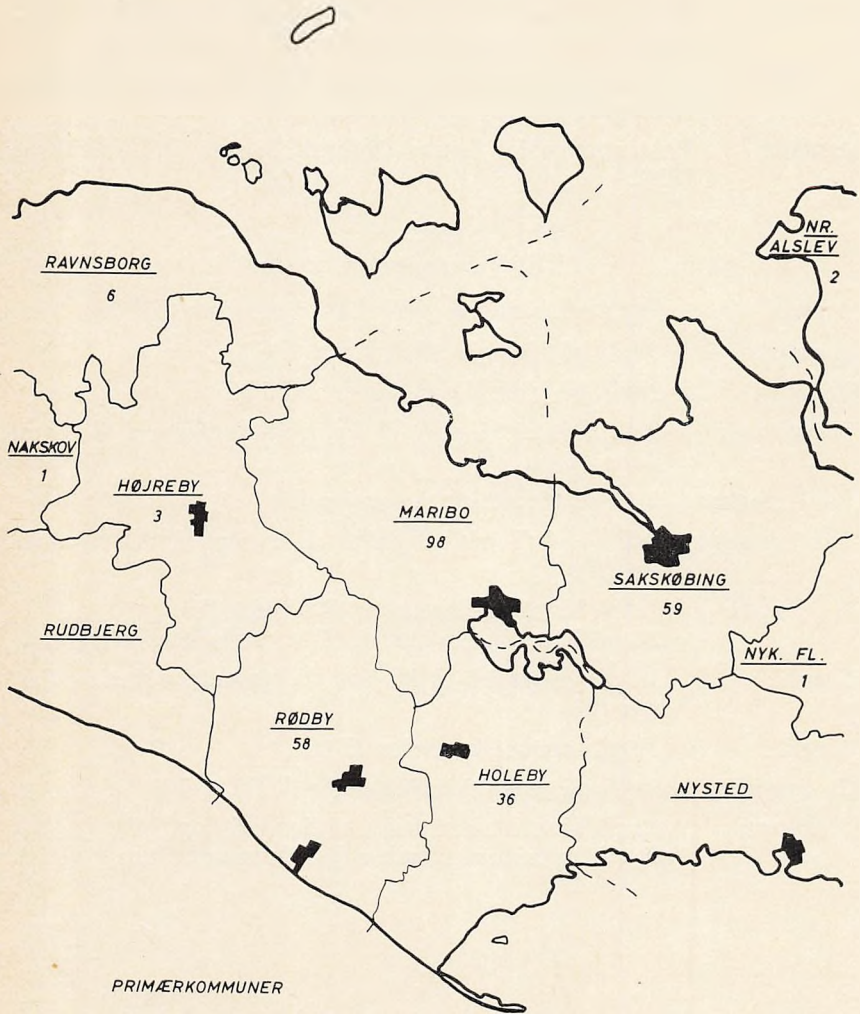 NR.
ALSLEV
2
RAVNSBORG
6
NAKSKOV
1
HØJREBY
3
MARIBO
98
SAKSKØBING
59
RUDBJERG
NYK. FL.
1
RØDBY
58
HOLEBY
36
NYSTED
PRIMÆRKOMMUNER